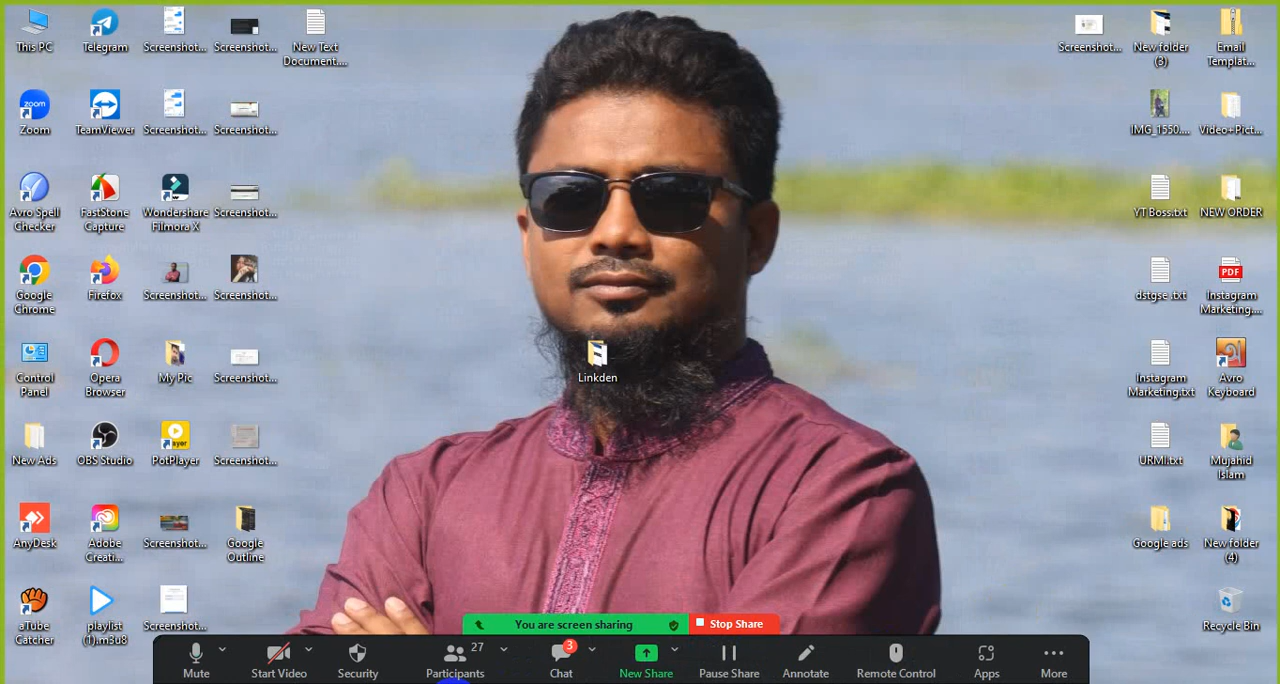 This PC
Telegram
Screenshot...
Screenshot...
New Text
Document....
Screenshot...
New folder
(3)
Email
Templat...
Zoom
TeamViewer
Screenshot...
Screenshot...
IMG_1550....
Video+Pict...
Avro Spell
Checker
FastStone
Capture
Wondershare
Filmora X
Screenshot...
YT Boss.txt
NEW ORDER
Google
Chrome
Firefox
Screenshot...
Screenshot...
dstgse .txt
PDF
Instagram
Marketing....
Control
Panel
Opera
Browser
My Pic
Screenshot...
Linkden
Instagram
Marketing.txt
Avro
Keyboard
New Ads
OBS Studio
PotPlayer
Screenshot...
URMI.txt
Mujahid
Islam
AnyDesk
Adobe
Creati...
Screenshot...
Google
Outline
Google ads
New folder
(4)
aTube
Catcher
playlist
(1).m3u8
Screenshot...
Recycle Bin
You are screen sharing
Stop Share
27
3
Mute
Start Video
Security
Participants
Chat
New Share
Pause Share
Annotate
Remote Control
Apps
More